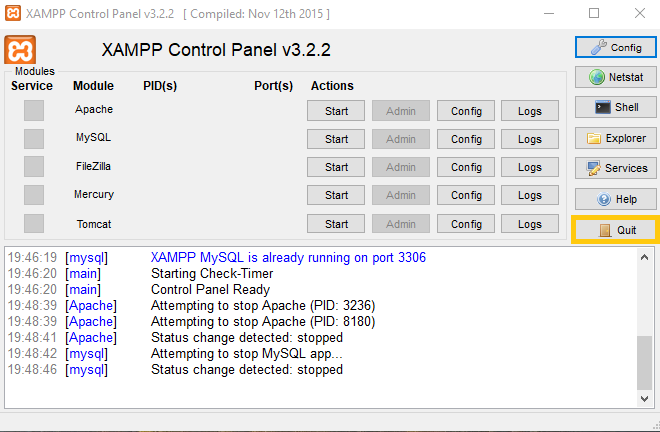 XAMPP Control Panel v3.2.2 [ Compiled: Nov 12th 2015 ]
XAMPP Control Panel v3.2.2
Config
Modules
Service Module PID(s) Port(s) Actions
Netstat
Apache Start Admin Config Logs
Shell
MySQL Start Admin Config Logs
Explorer
FileZilla Start Admin Config Logs
Services
Mercury Start Admin Config Logs
Help
Tomcat Start Admin Config Logs
Quit
19:46:19 [mysql] XAMPP MySQL is already running on port 3306
19:46:20 [main] Starting Check-Timer
19:46:20 [main] Control Panel Ready
19:48:39 [Apache] Attempting to stop Apache (PID: 3236)
19:48:39 [Apache] Attempting to stop Apache (PID: 8180)
19:48:41 [Apache] Status change detected: stopped
19:48:42 [mysql] Attempting to stop MySQL app...
19:48:46 [mysql] Status change detected: stopped